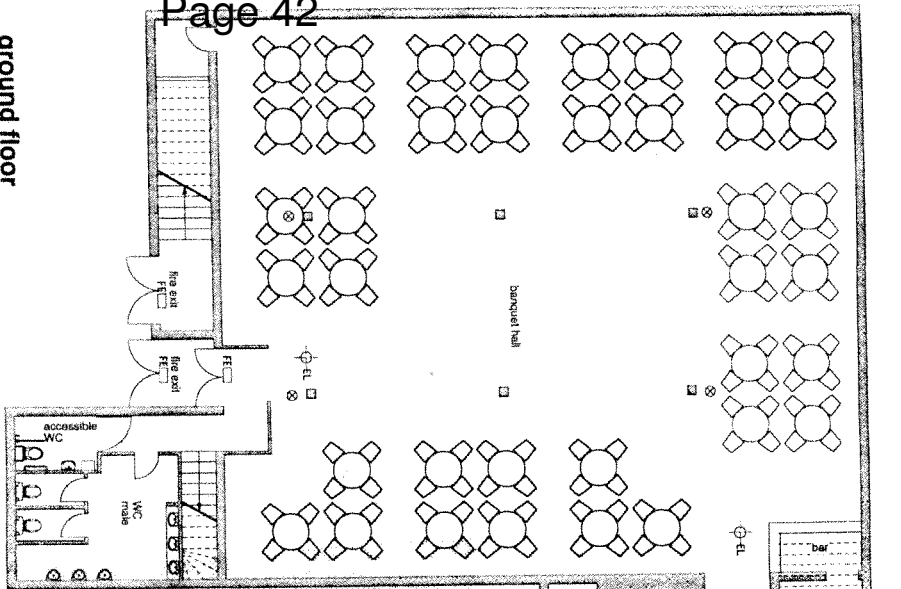 Page 42
ground floor
fire exit
FE
fire exit
FE
FE
EL
banquet hall
accessible
WC
WC
male
EL
bar